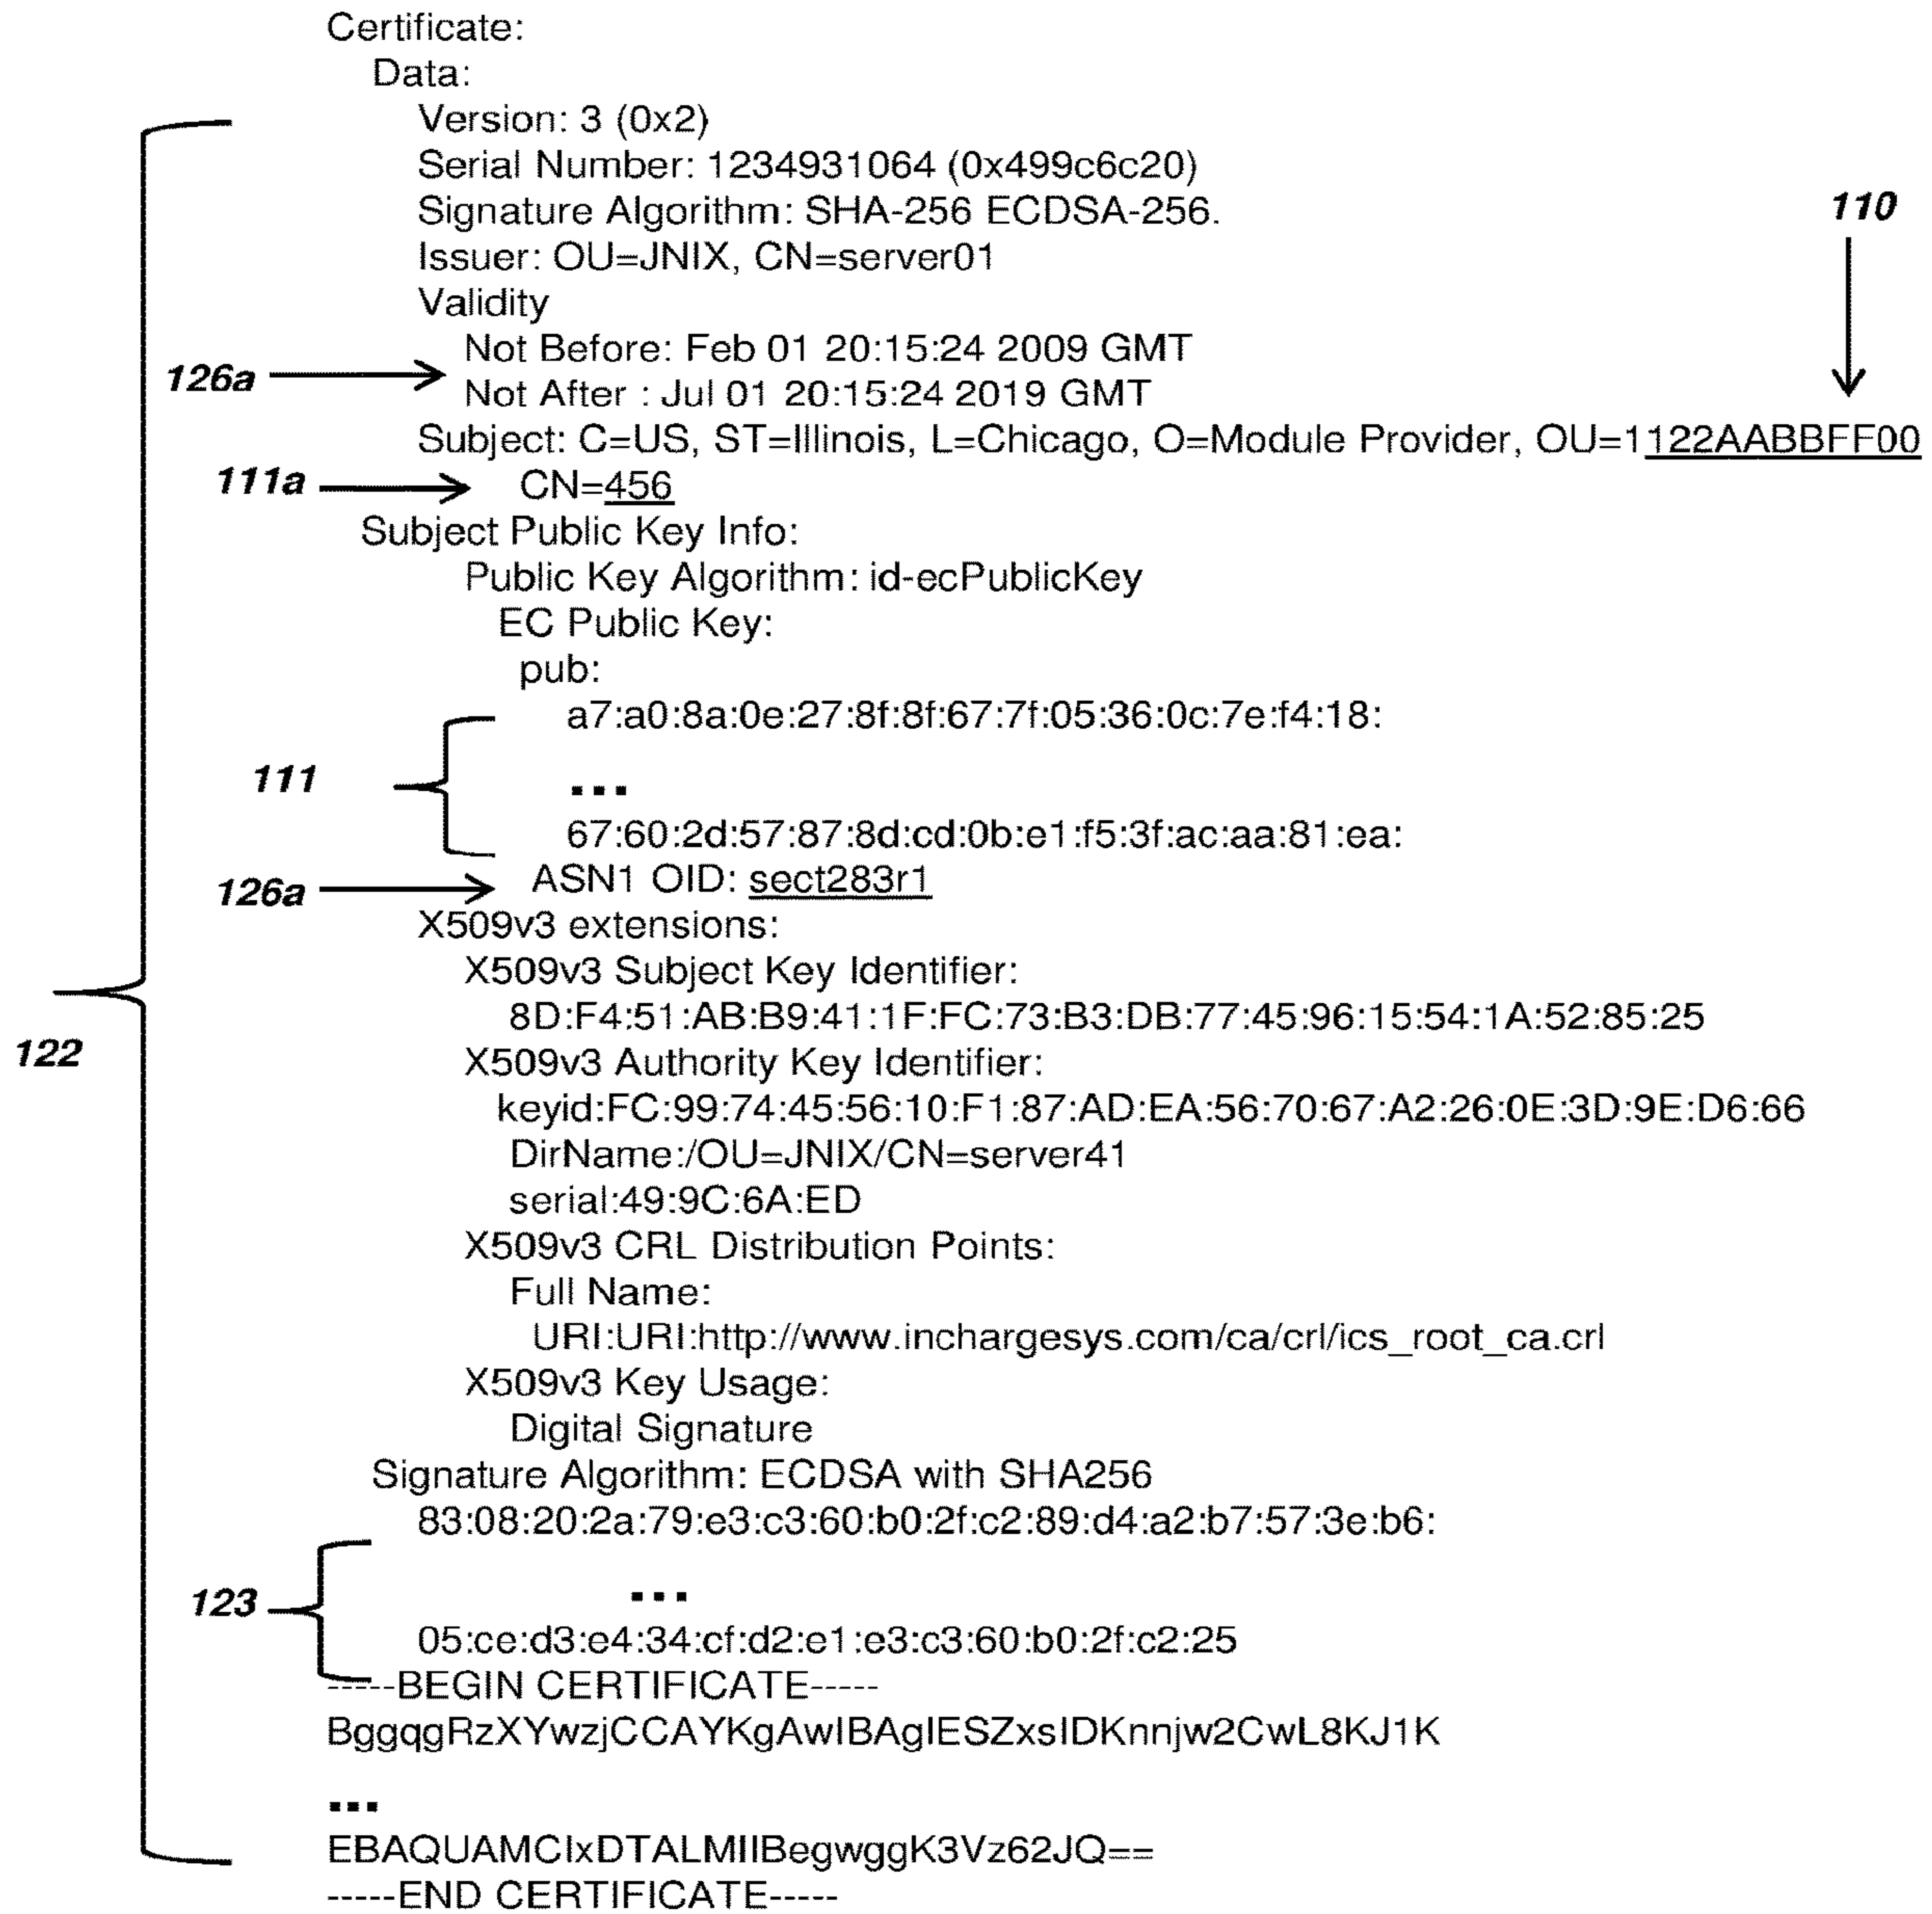 Certificate:
Data:
Version: 3 (0x2)
Serial Number: 1234931064 (0x499c6c20)
Signature Algorithm: SHA-256 ECDSA-256.
110
Issuer: OU=JNIX, CN=server01
Validity
Not Before: Feb 01 20:15:24 2009 GMT
126a
Not After : Jul 01 20:15:24 2019 GMT
Subject: C=US, ST=Illinois, L=Chicago, O=Module Provider, OU=1122AABBFF00
111a CN=456
Subject Public Key Info:
Public Key Algorithm: id-ecPublicKey
EC Public Key:
pub:
a7:a0:8a:0e:27:8f:8f:67:7f:05:36:0c:7e:f4:18:
111 ...
67:60:2d:57:87:8d:cd:0b:e1:f5:3f:ac:aa:81:ea:
126a ASN1 OID: sect283r1
X509v3 extensions:
X509v3 Subject Key Identifier:
8D:F4:51:AB:B9:41:1F:FC:73:B3:DB:77:45:96:15:54:1A:52:85:25
122
X509v3 Authority Key Identifier:
keyid:FC:99:74:45:56:10:F1:87:AD:EA:56:70:67:A2:26:0E:3D:9E:D6:66
DirName:/OU=JNIX/CN=server41
serial:49:9C:6A:ED
X509v3 CRL Distribution Points:
Full Name:
URI:URI:http://www.inchargesys.com/ca/crl/ics_root_ca.crl
X509v3 Key Usage:
Digital Signature
Signature Algorithm: ECDSA with SHA256
83:08:20:2a:79:e3:c3:60:b0:2f:c2:89:d4:a2:b7:57:3e:b6:
123 ...
05:ce:d3:e4:34:cf:d2:e1:e3:c3:60:b0:2f:c2:25
-----BEGIN CERTIFICATE-----
BggqgRzXYwzjCCAYKgAwIBAgIESZxsIDKnnjw2CwL8KJ1K
...
EBAQUAMCIxDTALMIIBegwggK3Vz62JQ==
-----END CERTIFICATE-----